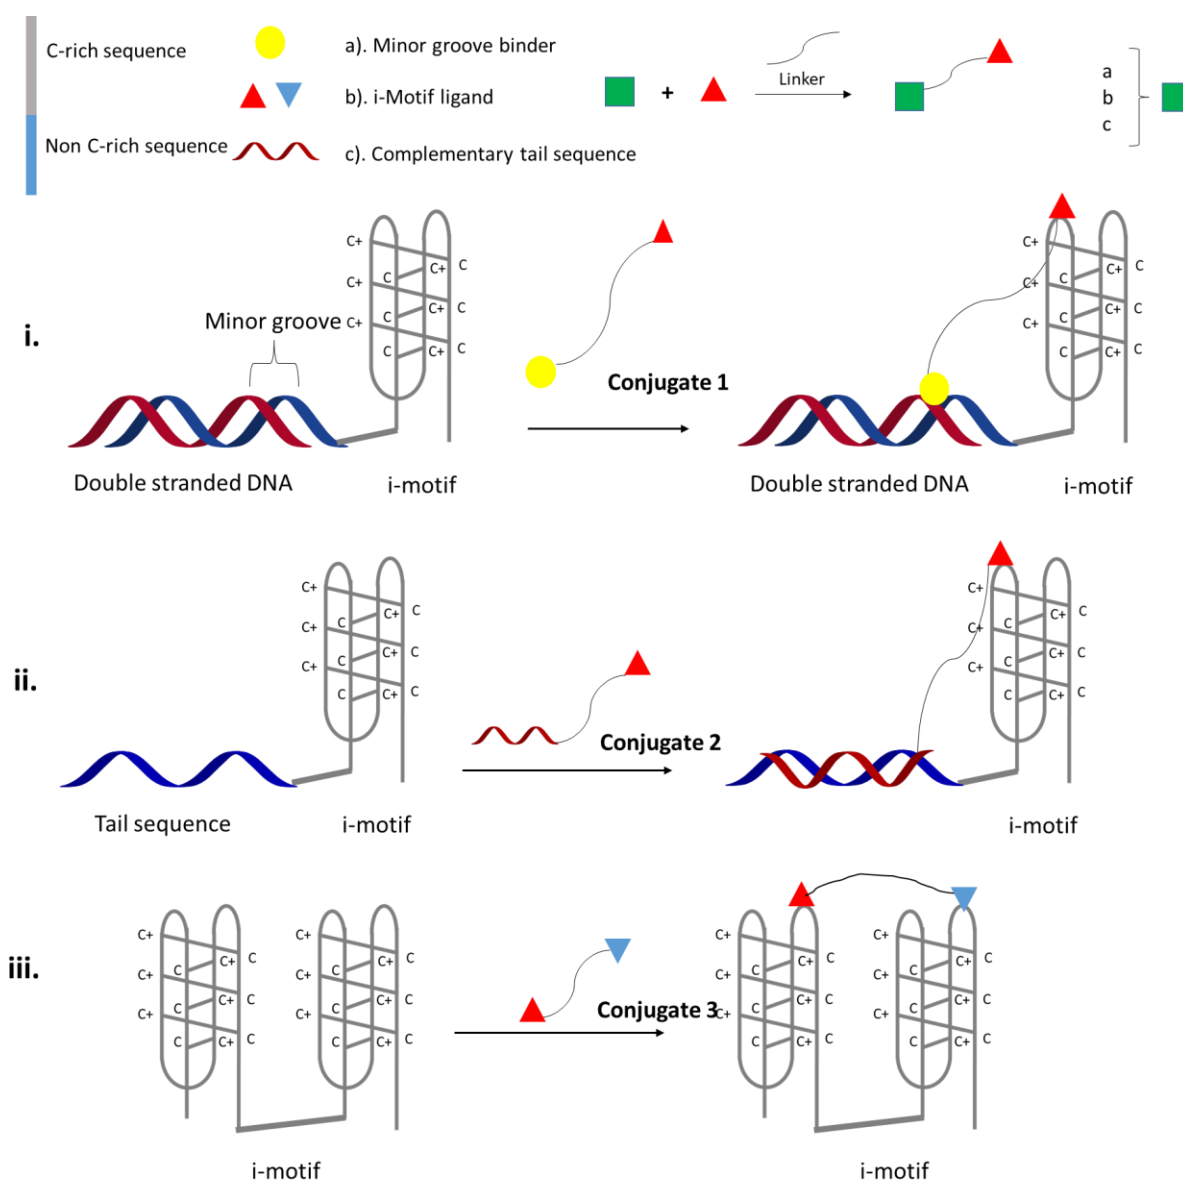 C-rich sequence
Non C-rich sequence
a). Minor groove binder
b). i-Motif ligand
c). Complementary tail sequence
+
Linker
a
b
c
i.
Minor groove
C+
C+
C+
C
C
C
C+
C+
C+
C
C
C
Double stranded DNA
i-motif
Conjugate 1
C+
C+
C+
C
C
C
C+
C+
C+
C
C
C
Double stranded DNA
i-motif
ii.
C+
C+
C+
C
C
C
C+
C+
C+
C
C
C
Tail sequence
i-motif
Conjugate 2
C+
C+
C+
C
C
C
C+
C+
C+
C
C
C
i-motif
iii.
C+
C+
C+
C
C
C
C+
C+
C+
C
C
C
C+
C+
C+
C
C
C
C+
C+
C+
C
C
C
i-motif
Conjugate 3
C+
C+
C+
C
C
C
C+
C+
C+
C
C
C
C+
C+
C+
C
C
C
C+
C+
C+
C
C
C
i-motif